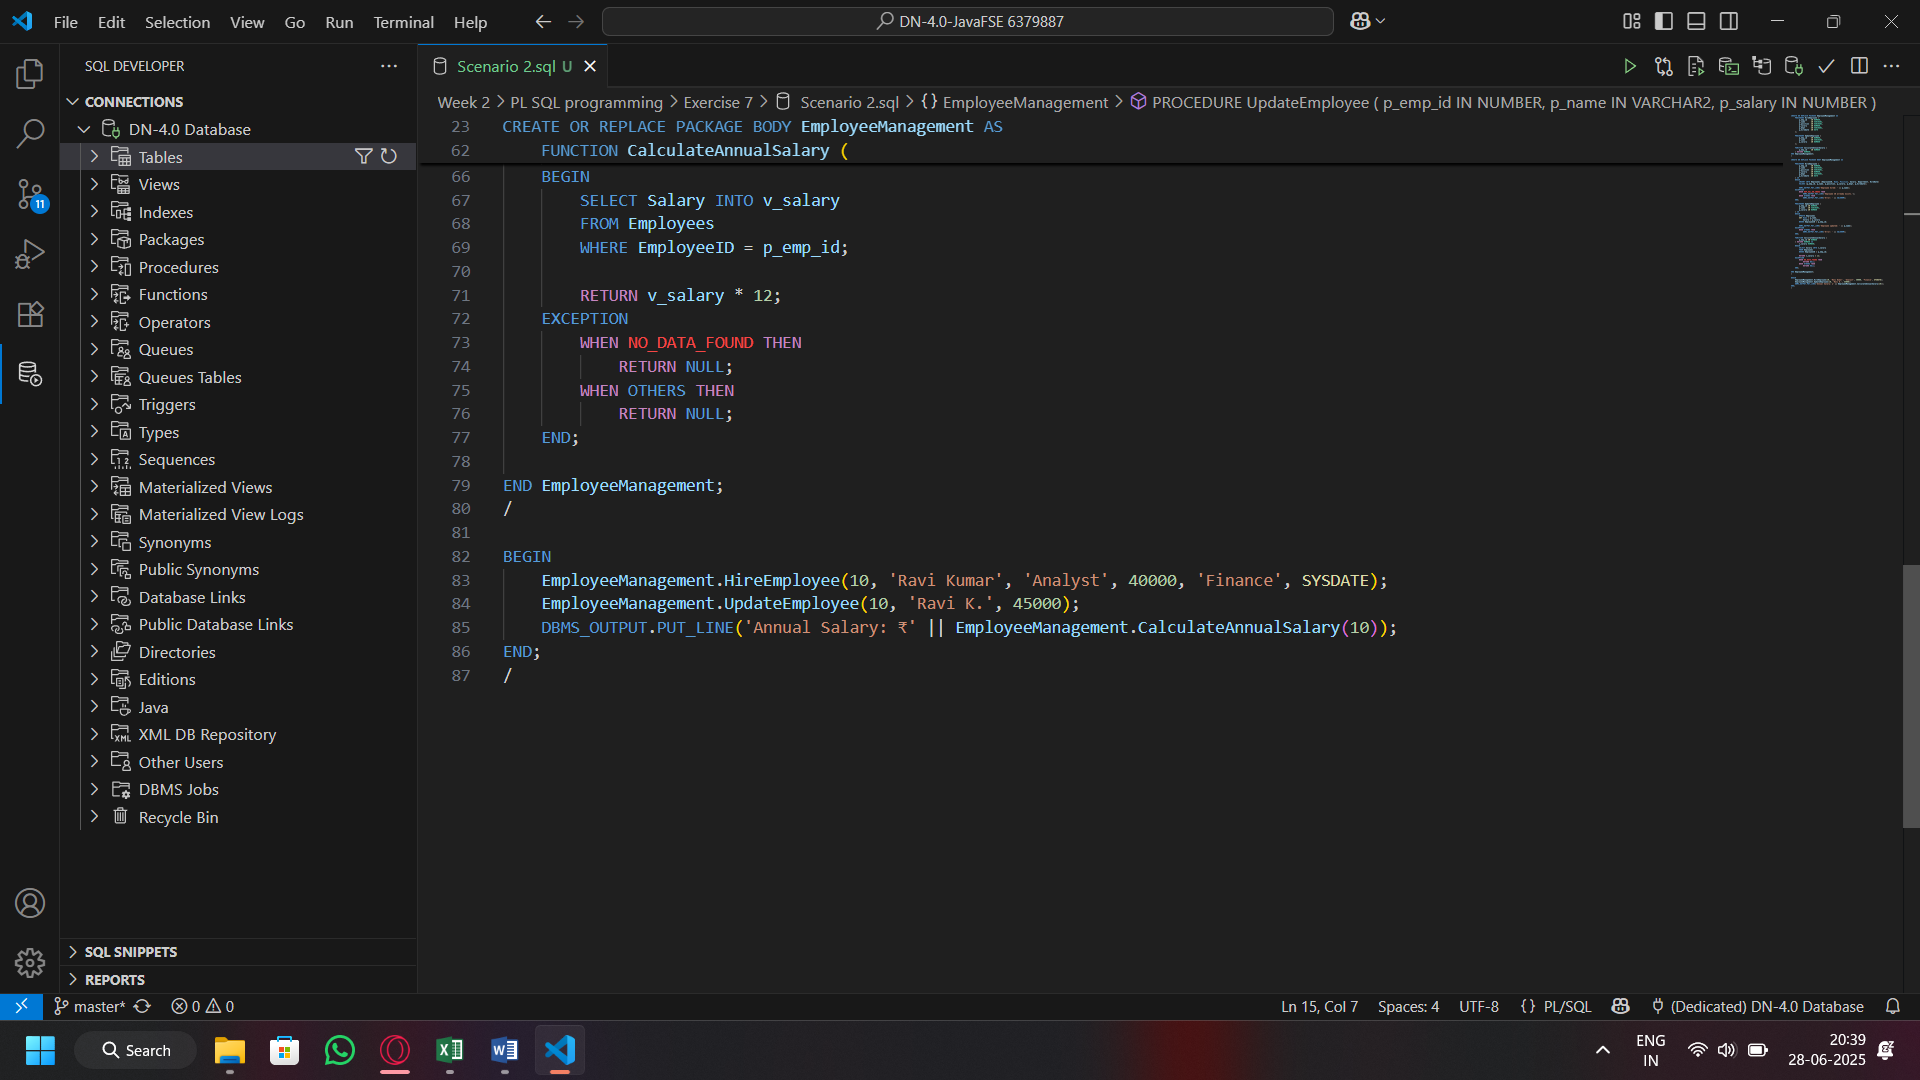 File Edit Selection View Go Run Terminal Help
DN-4.0-JavaFSE 6379887
SQL DEVELOPER
CONNECTIONS
DN-4.0 Database
Tables
Views
Indexes
Packages
Procedures
Functions
Operators
Queues
Queues Tables
Triggers
Types
Sequences
Materialized Views
Materialized View Logs
Synonyms
Public Synonyms
Database Links
Public Database Links
Directories
Editions
Java
XML DB Repository
Other Users
DBMS Jobs
Recycle Bin
SQL SNIPPETS
REPORTS
11
Scenario 2.sql U
Week 2 > PL SQL programming > Exercise 7 > Scenario 2.sql > {} EmployeeManagement > PROCEDURE UpdateEmployee ( p_emp_id IN NUMBER, p_name IN VARCHAR2, p_salary IN NUMBER )
23 CREATE OR REPLACE PACKAGE BODY EmployeeManagement AS
62 FUNCTION CalculateAnnualSalary (
66 BEGIN
67 SELECT Salary INTO v_salary
68 FROM Employees
69 WHERE EmployeeID = p_emp_id;
70
71 RETURN v_salary * 12;
72 EXCEPTION
73 WHEN NO_DATA_FOUND THEN
74 RETURN NULL;
75 WHEN OTHERS THEN
76 RETURN NULL;
77 END;
78
79 END EmployeeManagement;
80 /
81
82 BEGIN
83 EmployeeManagement.HireEmployee(10, 'Ravi Kumar', 'Analyst', 40000, 'Finance', SYSDATE);
84 EmployeeManagement.UpdateEmployee(10, 'Ravi K.', 45000);
85 DBMS_OUTPUT.PUT_LINE('Annual Salary: ₹' || EmployeeManagement.CalculateAnnualSalary(10));
86 END;
87 /
master* 0 0
Ln 15, Col 7 Spaces: 4 UTF-8 {} PL/SQL (Dedicated) DN-4.0 Database
Search
ENG
IN
20:39
28-06-2025